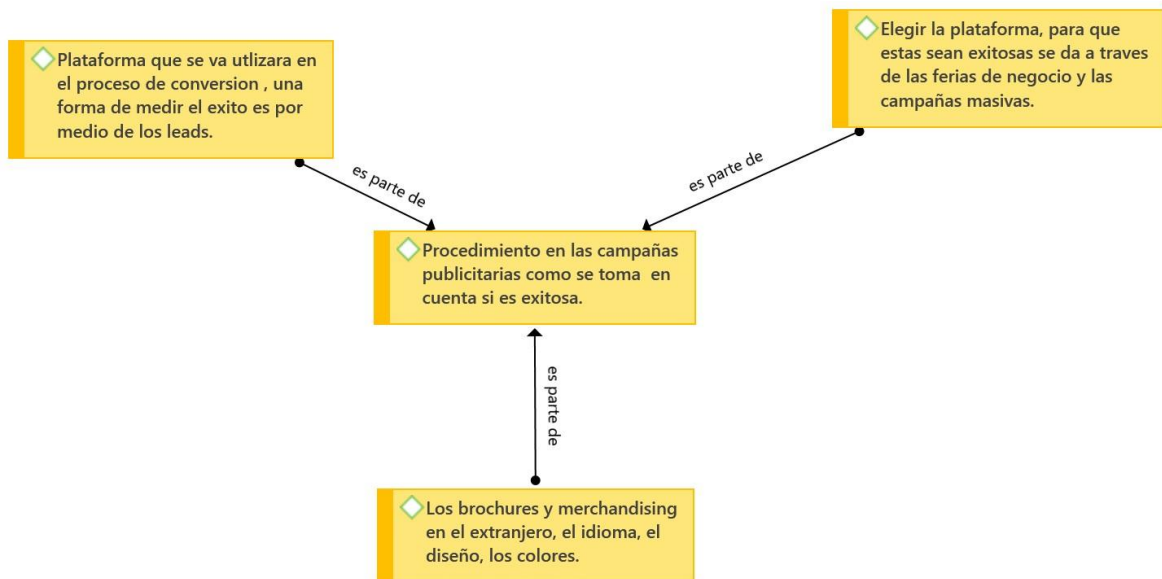 Plataforma que se va utlizara en
el proceso de conversion , una
forma de medir el exito es por
medio de los leads.
Elegir la plataforma, para que
estas sean exitosas se da a traves
de las ferias de negocio y las
campañas masivas.
es parte de
es parte de
Procedimiento en las campañas
publicitarias como se toma en
cuenta si es exitosa.
es parte de
Los brochures y merchandising
en el extranjero, el idioma, el
diseño, los colores.